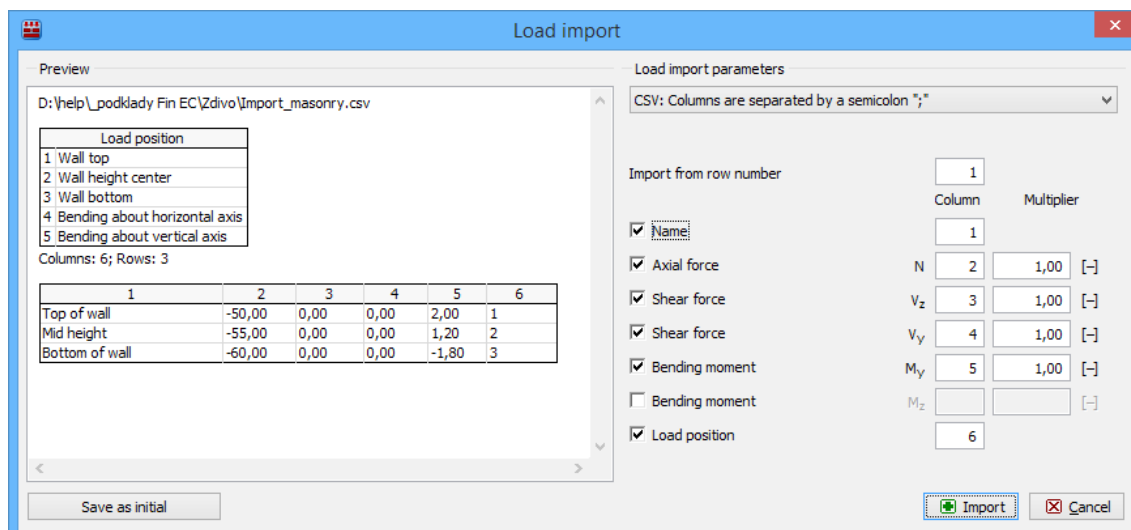 Load import
Preview
D:\help\_podklady Fin EC\Zdivo\Import_masonry.csv
Load position
1 Wall top
2 Wall height center
3 Wall bottom
4 Bending about horizontal axis
5 Bending about vertical axis
Columns: 6; Rows: 3
1 2 3 4 5 6
Top of wall -50,00 0,00 0,00 2,00 1
Mid height -55,00 0,00 0,00 1,20 2
Bottom of wall -60,00 0,00 0,00 -1,80 3
Save as initial
Load import parameters
CSV: Columns are separated by a semicolon ";"
Import from row number 1
Column Multiplier
Name 1
Axial force N 2 1,00 [–]
Shear force Vz 3 1,00 [–]
Shear force Vy 4 1,00 [–]
Bending moment My 5 1,00 [–]
Bending moment Mz [–]
Load position 6
Import Cancel